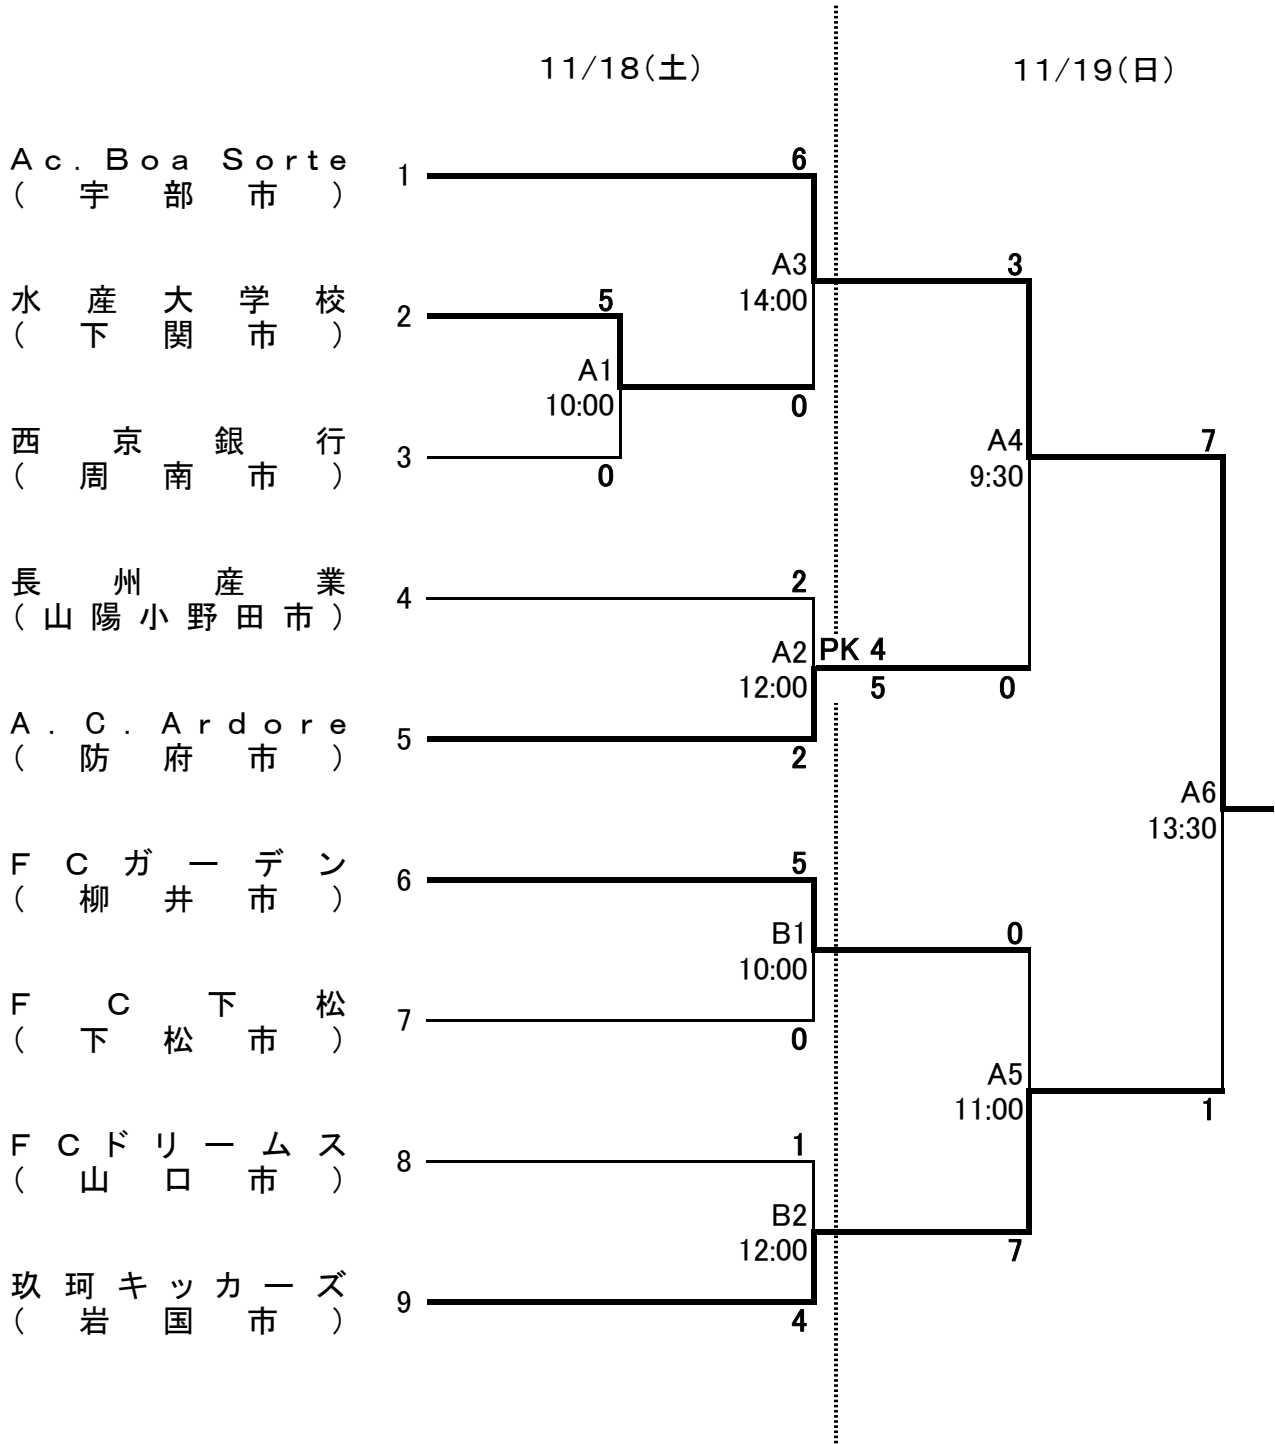 11/18(土)
11/19(日)
Ac. Boa Sorte
(宇部市)
1
6
A3
14:00
3
水産大学校
(下関市)
2
5
A1
10:00
0
西京銀行
(周南市)
3
0
A4
9:30
7
長州産業
(山陽小野田市)
4
2
A2
12:00
PK 4
5
0
A.C.Ardore
(防府市)
5
2
A6
13:30
FCガーデン
(柳井市)
6
5
B1
10:00
0
FC下松
(下松市)
7
0
A5
11:00
1
FCドリームス
(山口市)
8
1
B2
12:00
7
玖珂キッカーズ
(岩国市)
9
4